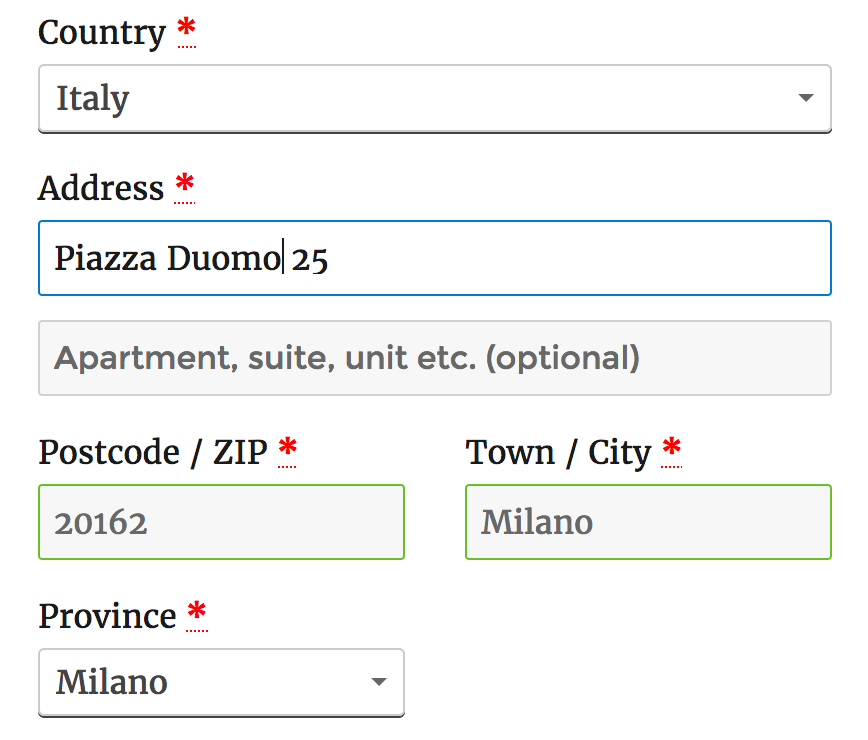 Country *
Italy
Address *
Piazza Duomo 25
Apartment, suite, unit etc. (optional)
Postcode / ZIP * Town / City *
20162 Milano
Province *
Milano